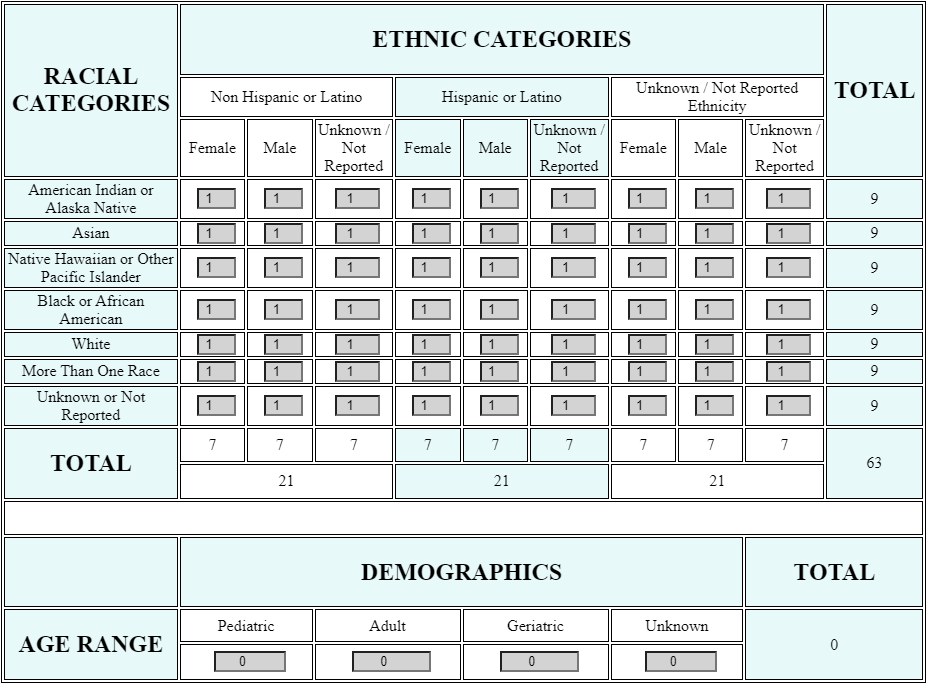 RACIAL
CATEGORIES
ETHNIC CATEGORIES
TOTAL
Non Hispanic or Latino
Hispanic or Latino
Unknown / Not Reported
Ethnicity
Female
Male
Unknown /
Not
Reported
Female
Male
Unknown /
Not
Reported
Female
Male
Unknown /
Not
Reported
American Indian or
Alaska Native
1 1 1 1 1 1 1 1 1 9
Asian 1 1 1 1 1 1 1 1 1 9
Native Hawaiian or Other
Pacific Islander
1 1 1 1 1 1 1 1 1 9
Black or African
American
1 1 1 1 1 1 1 1 1 9
White 1 1 1 1 1 1 1 1 1 9
More Than One Race 1 1 1 1 1 1 1 1 1 9
Unknown or Not
Reported
1 1 1 1 1 1 1 1 1 9
TOTAL
7 7 7 7 7 7 7 7 7
21 21 21
63
DEMOGRAPHICS
TOTAL
AGE RANGE
Pediatric Adult Geriatric Unknown
0 0 0 0
0